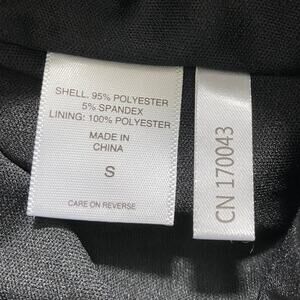 SHELL: 95% POLYESTER
5% SPANDEX
LINING: 100% POLYESTER
MADE IN
CHINA
S
CARE ON REVERSE
CN 170043